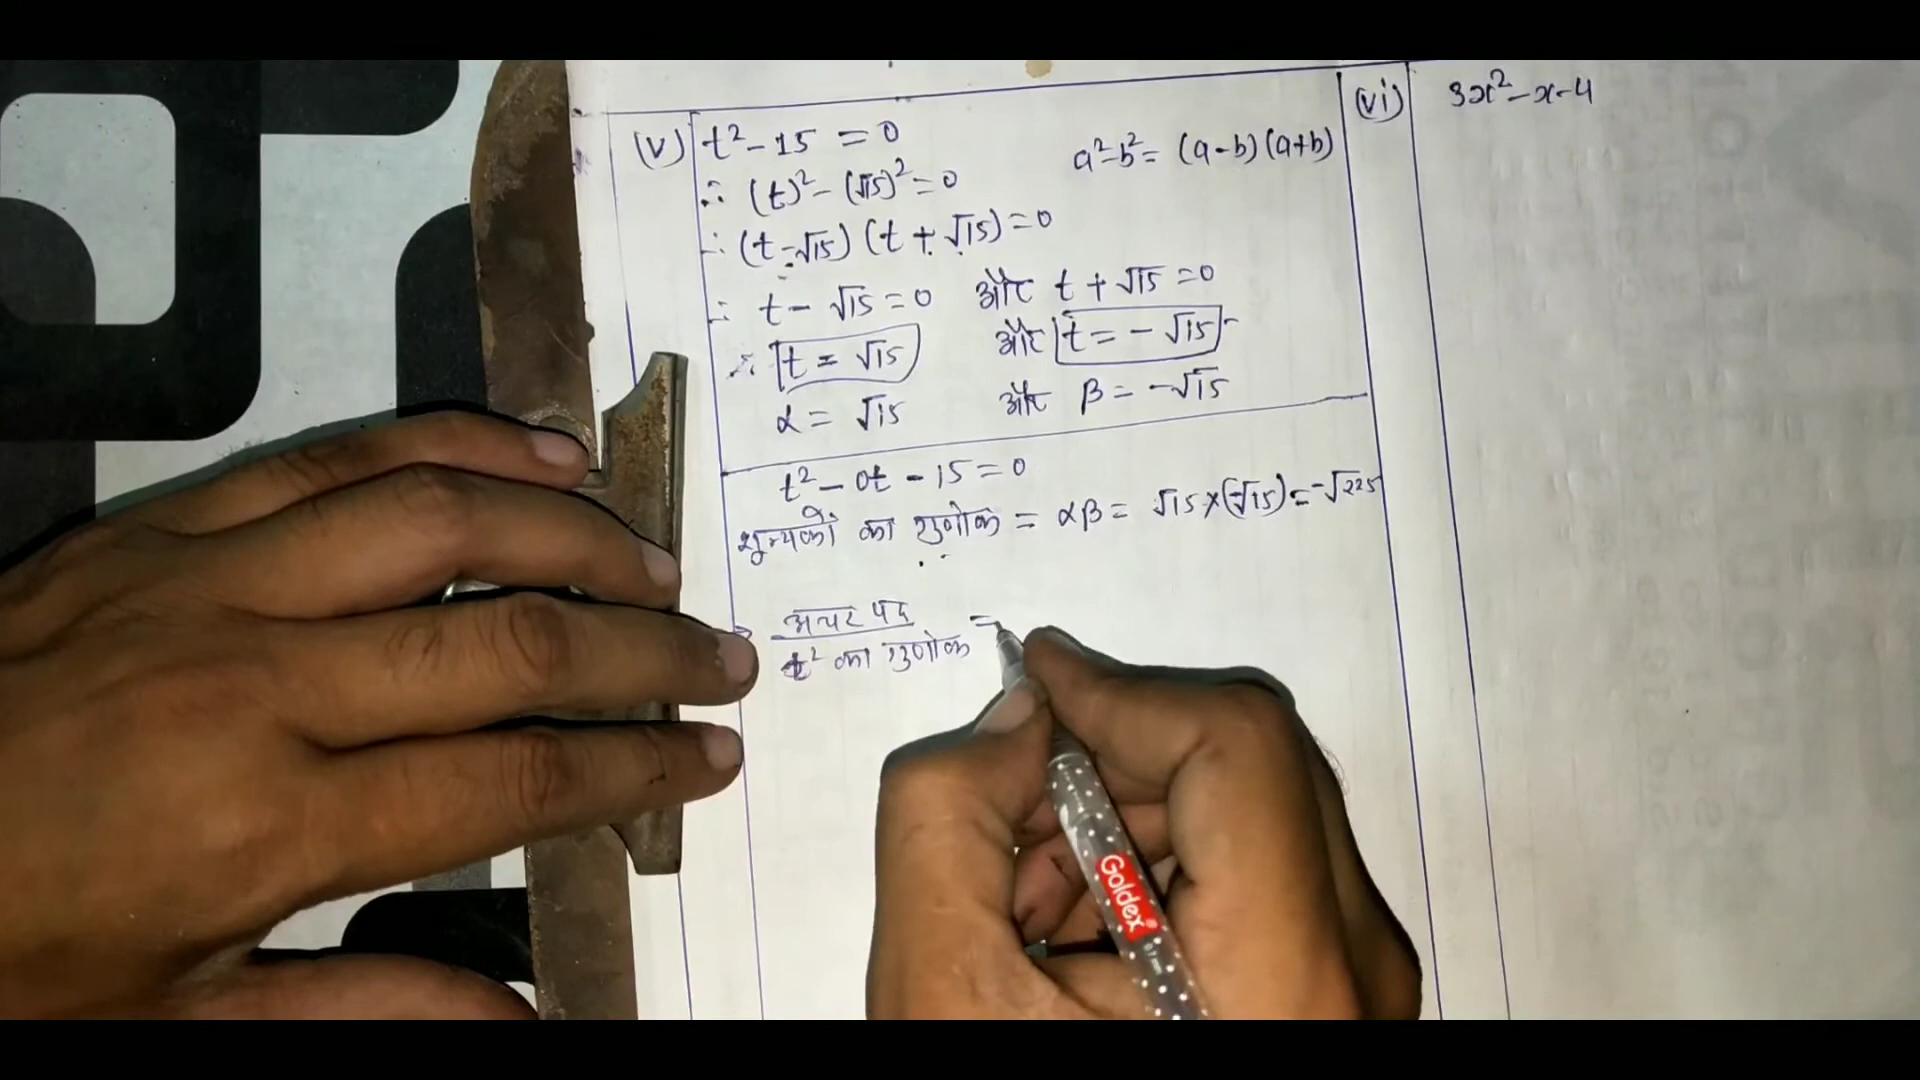 (v) t² - 15 = 0
a² - b² = (a - b) (a + b)
∴ (t)² - (√15)² = 0
∴ (t - √15) (t + √15) = 0
∴ t - √15 = 0 और t + √15 = 0
∴ t = √15 और t = - √15
α = √15 और β = -√15
t² - 0t - 15 = 0
शून्यकों का गुणोक = αβ = √15 × (-√15) = -√225
⇒ अचर पद
t² का गुणोक =
(vi) 3x² - x - 4
Goldex